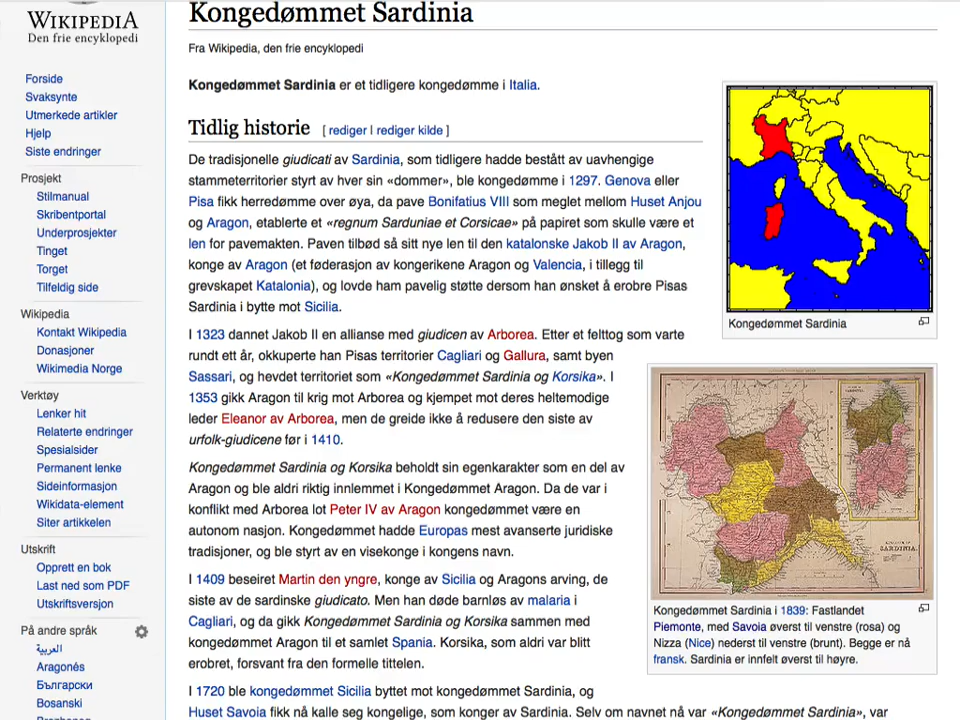 WIKIPEDIA
Den frie encyklopedi
Forside
Svaksynte
Utmerkede artikler
Hjelp
Siste endringer
Prosjekt
Stilmanual
Skribentportal
Underprosjekter
Tinget
Torget
Tilfeldig side
Wikipedia
Kontakt Wikipedia
Donasjoner
Wikimedia Norge
Verktøy
Lenker hit
Relaterte endringer
Spesialsider
Permanent lenke
Sideinformasjon
Wikidata-element
Siter artikkelen
Utskrift
Opprett en bok
Last ned som PDF
Utskriftsversjon
På andre språk
العربية
Aragonés
Български
Bosanski
Kongedømmet Sardinia
Fra Wikipedia, den frie encyklopedi
Kongedømmet Sardinia er et tidligere kongedømme i Italia.
Tidlig historie [ rediger | rediger kilde ]
De tradisjonelle giudicati av Sardinia, som tidligere hadde bestått av uavhengige
stammeterritorier styrt av hver sin «dommer», ble kongedømme i 1297. Genova eller
Pisa fikk herredømme over øya, da pave Bonifatius VIII som meglet mellom Huset Anjou
og Aragon, etablerte et «regnum Sarduniae et Corsicae» på papiret som skulle være et
len for pavemakten. Paven tilbød så sitt nye len til den katalonske Jakob II av Aragon,
konge av Aragon (et føderasjon av kongerikene Aragon og Valencia, i tillegg til
grevskapet Katalonia), og lovde ham pavelig støtte dersom han ønsket å erobre Pisas
Sardinia i bytte mot Sicilia.
I 1323 dannet Jakob II en allianse med giudicen av Arborea. Etter et felttog som varte
rundt ett år, okkuperte han Pisas territorier Cagliari og Gallura, samt byen
Sassari, og hevdet territoriet som «Kongedømmet Sardinia og Korsika». I
1353 gikk Aragon til krig mot Arborea og kjempet mot deres heltemodige
leder Eleanor av Arborea, men de greide ikke å redusere den siste av
urfolk-giudicene før i 1410.
Kongedømmet Sardinia og Korsika beholdt sin egenkarakter som en del av
Aragon og ble aldri riktig innlemmet i Kongedømmet Aragon. Da de var i
konflikt med Arborea lot Peter IV av Aragon kongedømmet være en
autonom nasjon. Kongedømmet hadde Europas mest avanserte juridiske
tradisjoner, og ble styrt av en visekonge i kongens navn.
I 1409 beseiret Martin den yngre, konge av Sicilia og Aragons arving, de
siste av de sardinske giudicato. Men han døde barnløs av malaria i
Cagliari, og da gikk Kongedømmet Sardinia og Korsika sammen med
kongedømmet Aragon til et samlet Spania. Korsika, som aldri var blitt
erobret, forsvant fra den formelle tittelen.
I 1720 ble kongedømmet Sicilia byttet mot kongedømmet Sardinia, og
Huset Savoia fikk nå kalle seg kongelige, som konger av Sardinia. Selv om navnet nå var «Kongedømmet Sardinia», var
Kongedømmet Sardinia
SARDINIA.
Kongedømmet Sardinia i 1839: Fastlandet
Piemonte, med Savoia øverst til venstre (rosa) og
Nizza (Nice) nederst til venstre (brunt). Begge er nå
fransk. Sardinia er innfelt øverst til høyre.